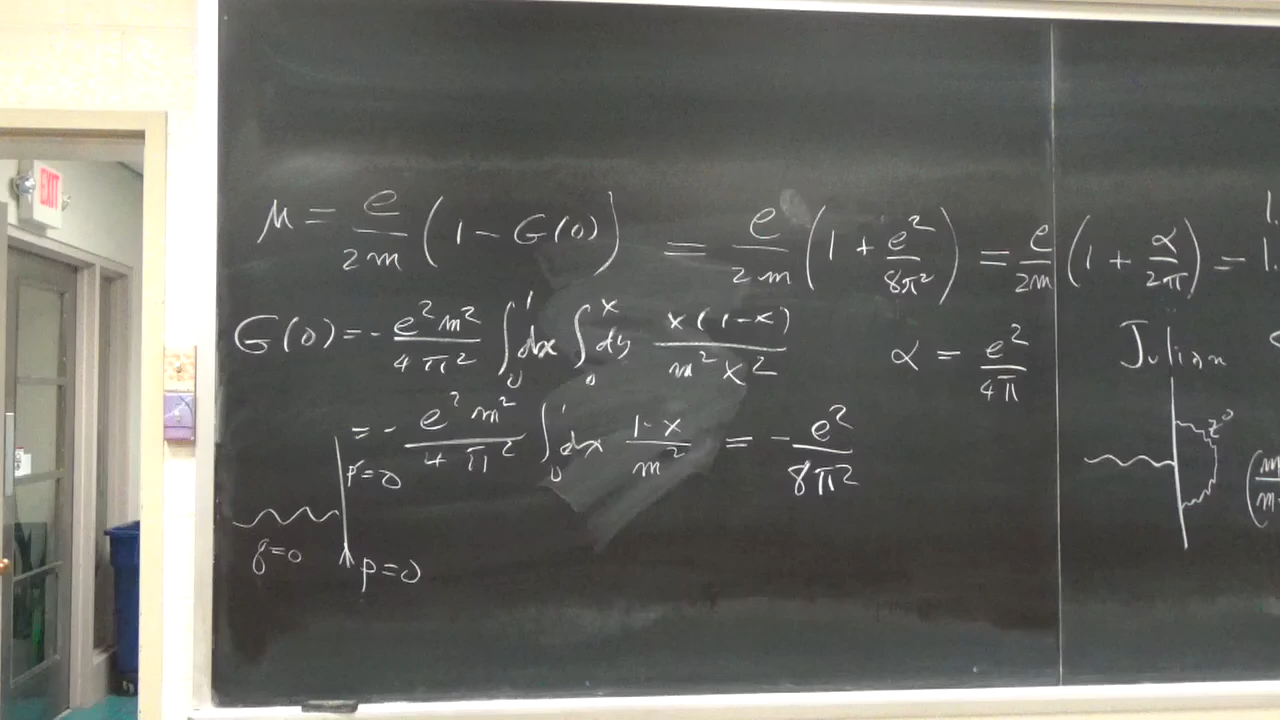 EXIT
μ = e/2m (1 - G(0)) = e/2m (1 + e²/8π²) = e/2m (1 + α/2π) = 1.
1.
G(0) = - e²m²/4π² ∫₀¹ dx ∫₀ˣ dy x(1-x)/m²x²
α = e²/4π
Julian
= - e²m²/4π² ∫₀¹ dx 1-x/m² = - e²/8π²
p'=0
z⁰
q=0
p=0